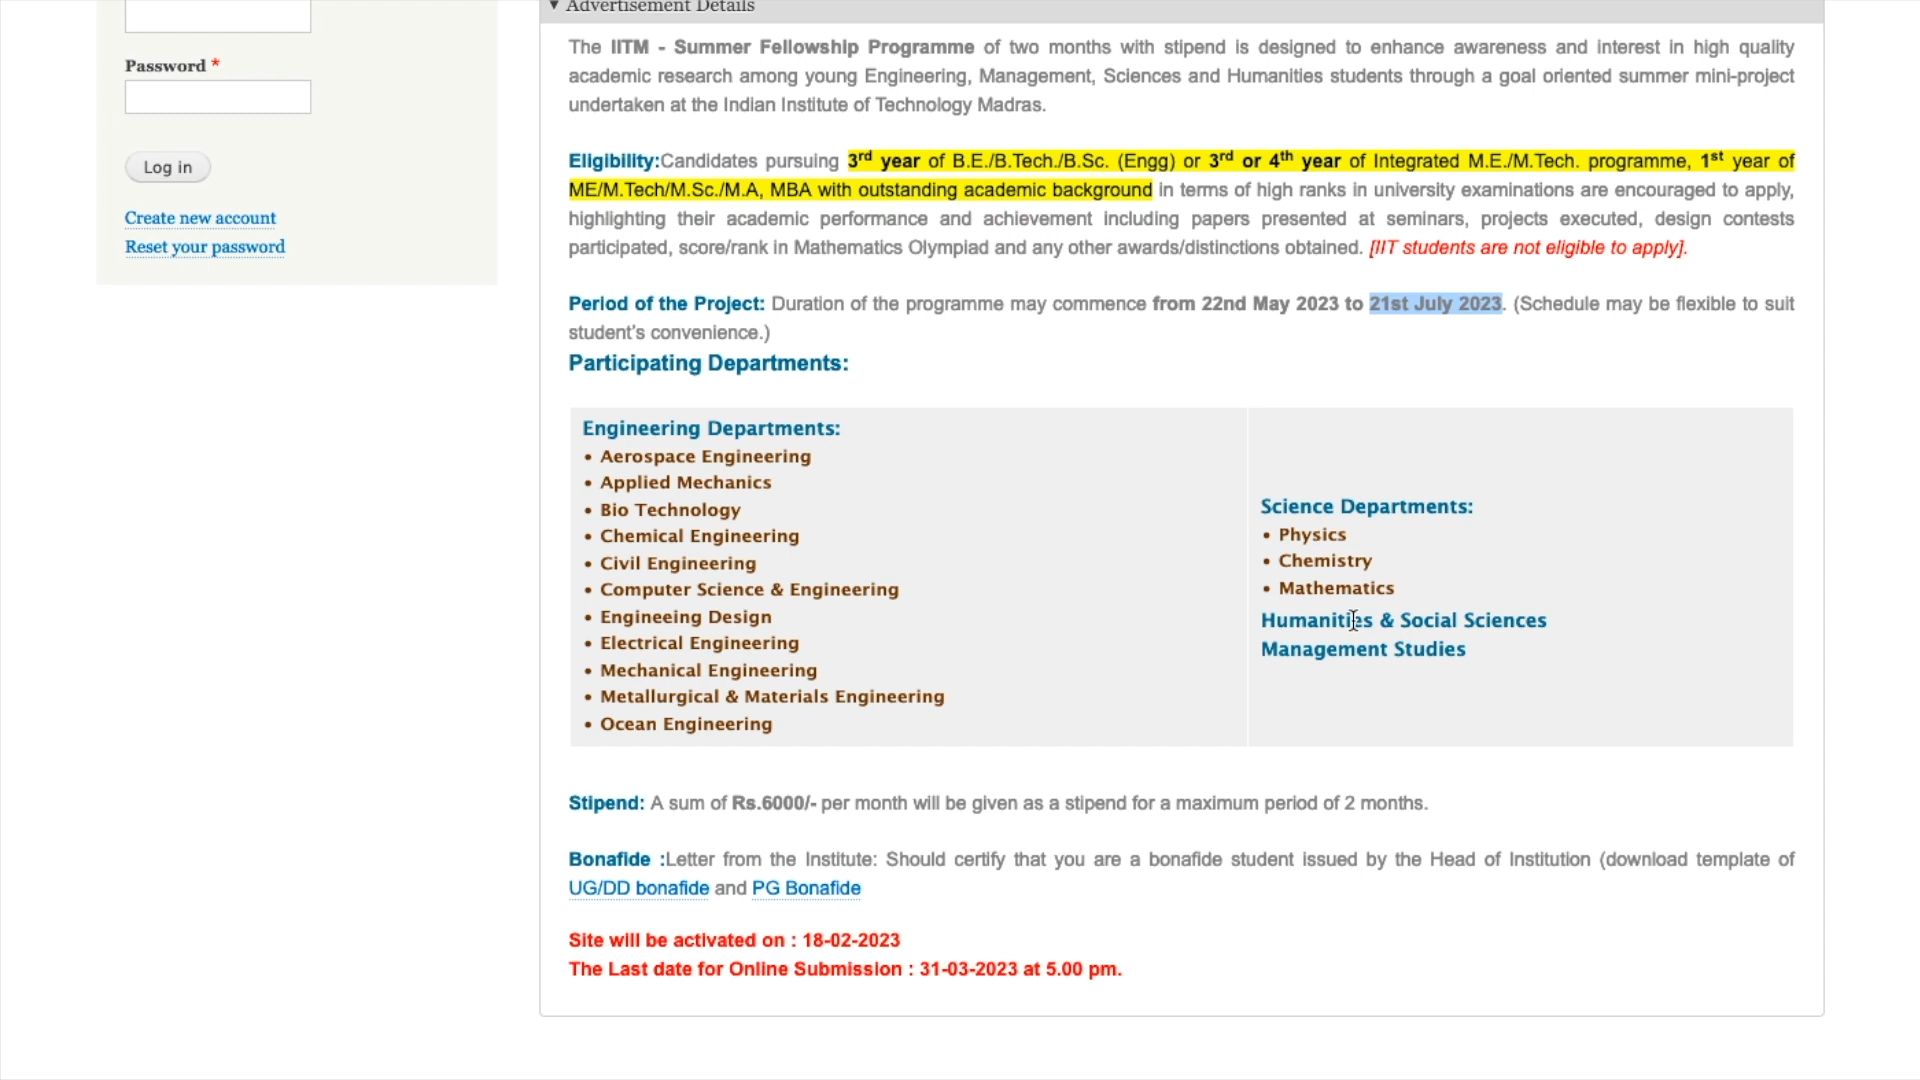 ▼ Advertisement Details
Password *
Log in
Create new account
Reset your password
The IITM - Summer Fellowship Programme of two months with stipend is designed to enhance awareness and interest in high quality
academic research among young Engineering, Management, Sciences and Humanities students through a goal oriented summer mini-project
undertaken at the Indian Institute of Technology Madras.
Eligibility:Candidates pursuing 3rd year of B.E./B.Tech./B.Sc. (Engg) or 3rd or 4th year of Integrated M.E./M.Tech. programme, 1st year of
ME/M.Tech/M.Sc./M.A, MBA with outstanding academic background in terms of high ranks in university examinations are encouraged to apply,
highlighting their academic performance and achievement including papers presented at seminars, projects executed, design contests
participated, score/rank in Mathematics Olympiad and any other awards/distinctions obtained. [IIT students are not eligible to apply].
Period of the Project: Duration of the programme may commence from 22nd May 2023 to 21st July 2023. (Schedule may be flexible to suit
student's convenience.)
Participating Departments:
Engineering Departments:
• Aerospace Engineering
• Applied Mechanics
• Bio Technology
• Chemical Engineering
• Civil Engineering
• Computer Science & Engineering
• Engineeing Design
• Electrical Engineering
• Mechanical Engineering
• Metallurgical & Materials Engineering
• Ocean Engineering
Science Departments:
• Physics
• Chemistry
• Mathematics
Humanities & Social Sciences
Management Studies
Stipend: A sum of Rs.6000/- per month will be given as a stipend for a maximum period of 2 months.
Bonafide :Letter from the Institute: Should certify that you are a bonafide student issued by the Head of Institution (download template of
UG/DD bonafide and PG Bonafide
Site will be activated on : 18-02-2023
The Last date for Online Submission : 31-03-2023 at 5.00 pm.